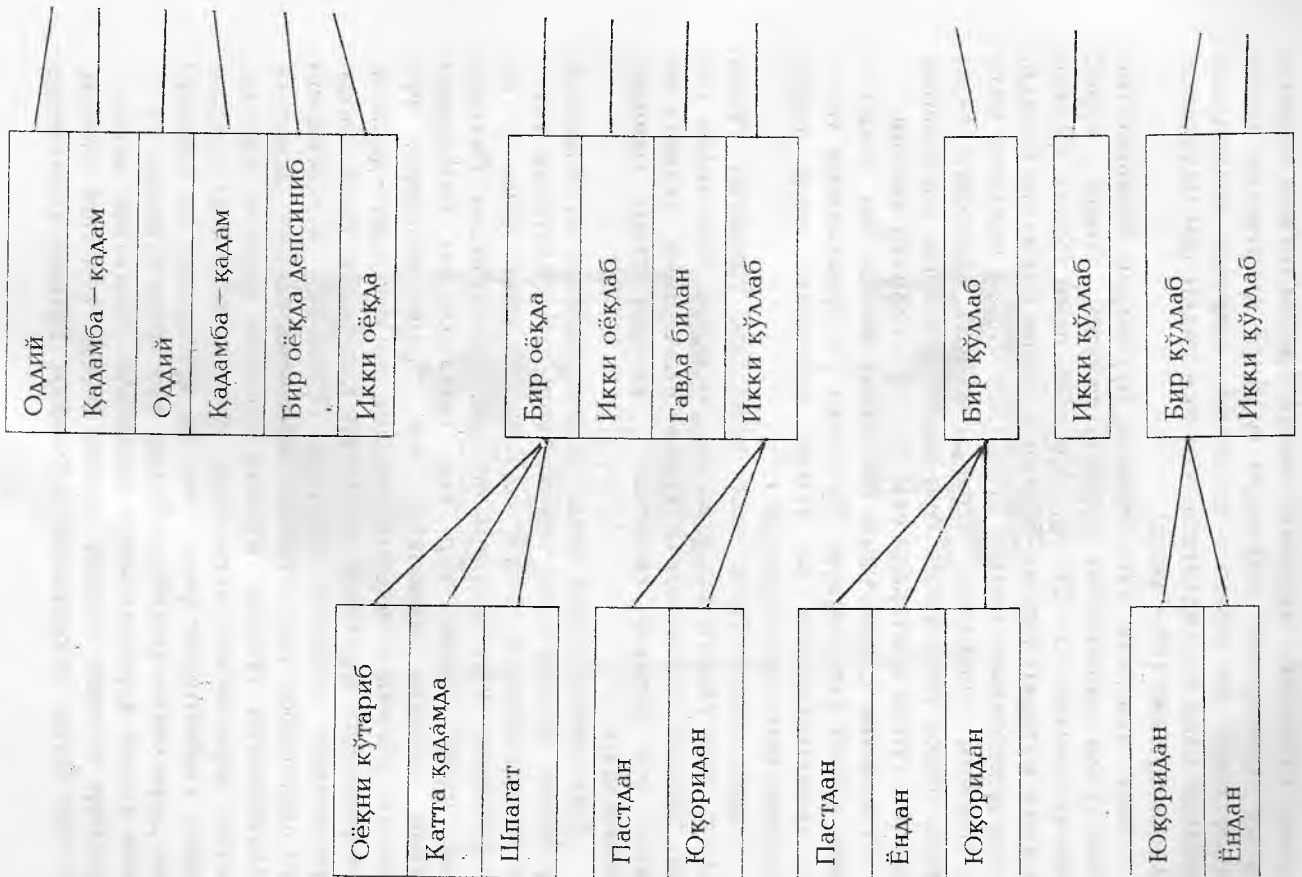 Оддий
Қадамба – қадам
Оддий
Қадамба – қадам
Бир оёқда депсиниб
Икки оёқда
Бир оёқда
Икки оёқлаб
Гавда билан
Икки қўллаб
Бир қўллаб
Икки қўллаб
Бир қўллаб
Икки қўллаб
Оёқни кўтариб
Катта қадамда
Шпагат
Пастдан
Юқоридан
Пастдан
Ёндан
Юқоридан
Юқоридан
Ёндан